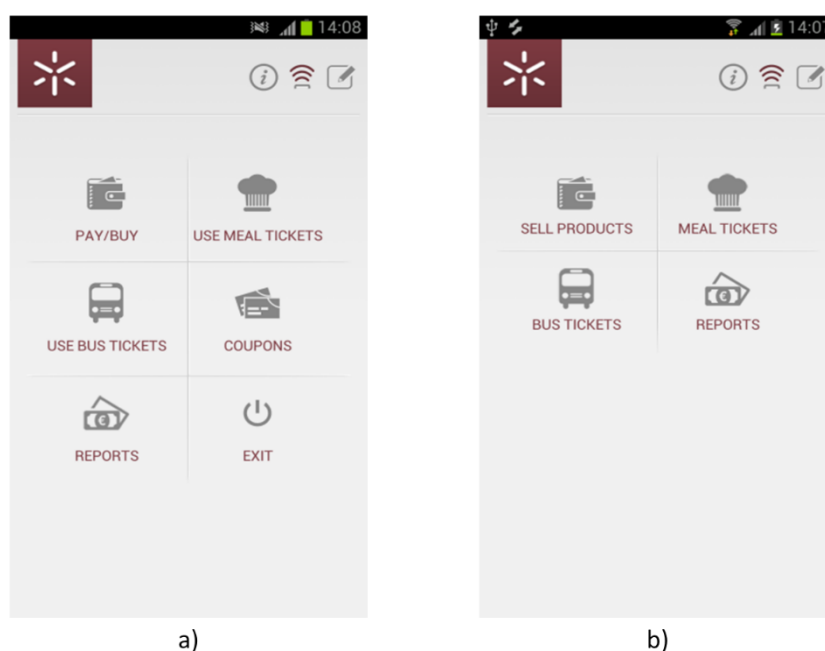 14:08
PAY/BUY
USE MEAL TICKETS
USE BUS TICKETS
COUPONS
REPORTS
EXIT
a)
14:07
SELL PRODUCTS
MEAL TICKETS
BUS TICKETS
REPORTS
b)